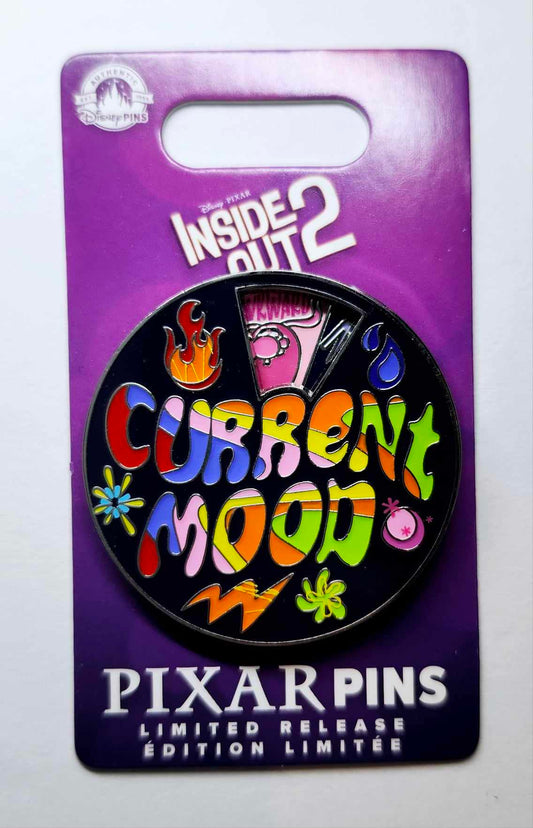 AUTHENTIC
Disney PINS
Disney · PIXAR
INSIDE
OUT 2
CURRENT
MOOD
PIXAR PINS
LIMITED RELEASE
ÉDITION LIMITÉE